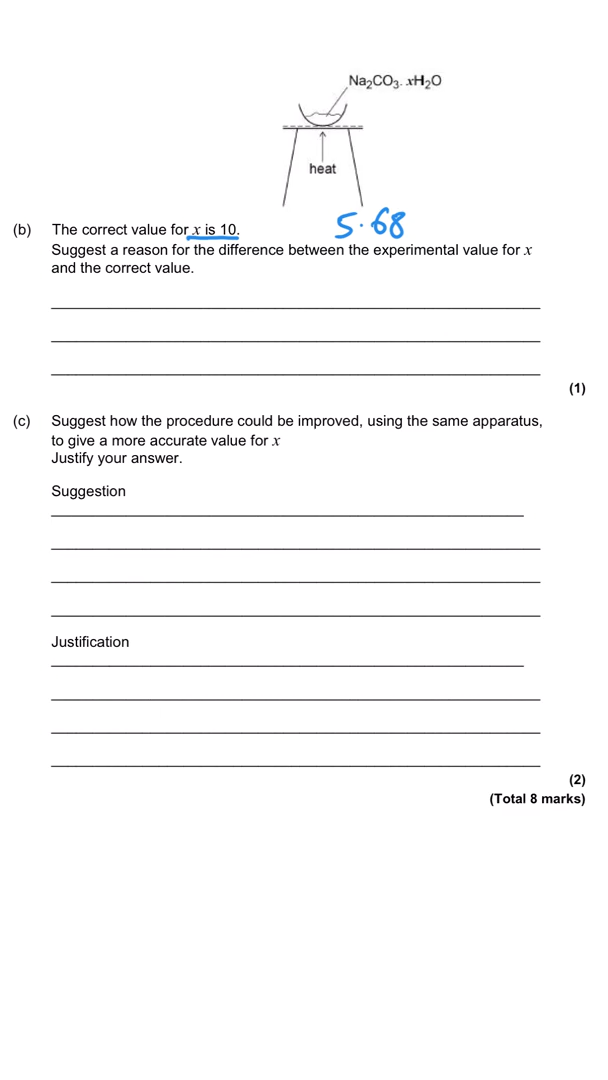 Na₂CO₃. xH₂O
heat
5.68
(b) The correct value for x is 10.
Suggest a reason for the difference between the experimental value for x
and the correct value.
(1)
(c) Suggest how the procedure could be improved, using the same apparatus,
to give a more accurate value for x
Justify your answer.
Suggestion
Justification
(2)
(Total 8 marks)